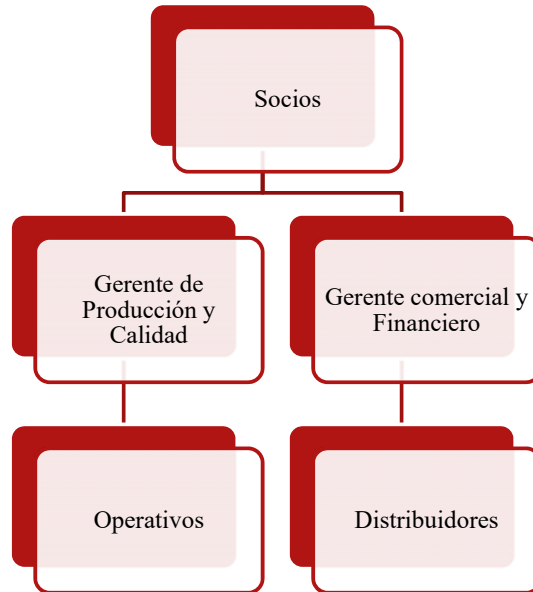 Socios
Gerente de
Producción y
Calidad
Gerente comercial y
Financiero
Operativos
Distribuidores